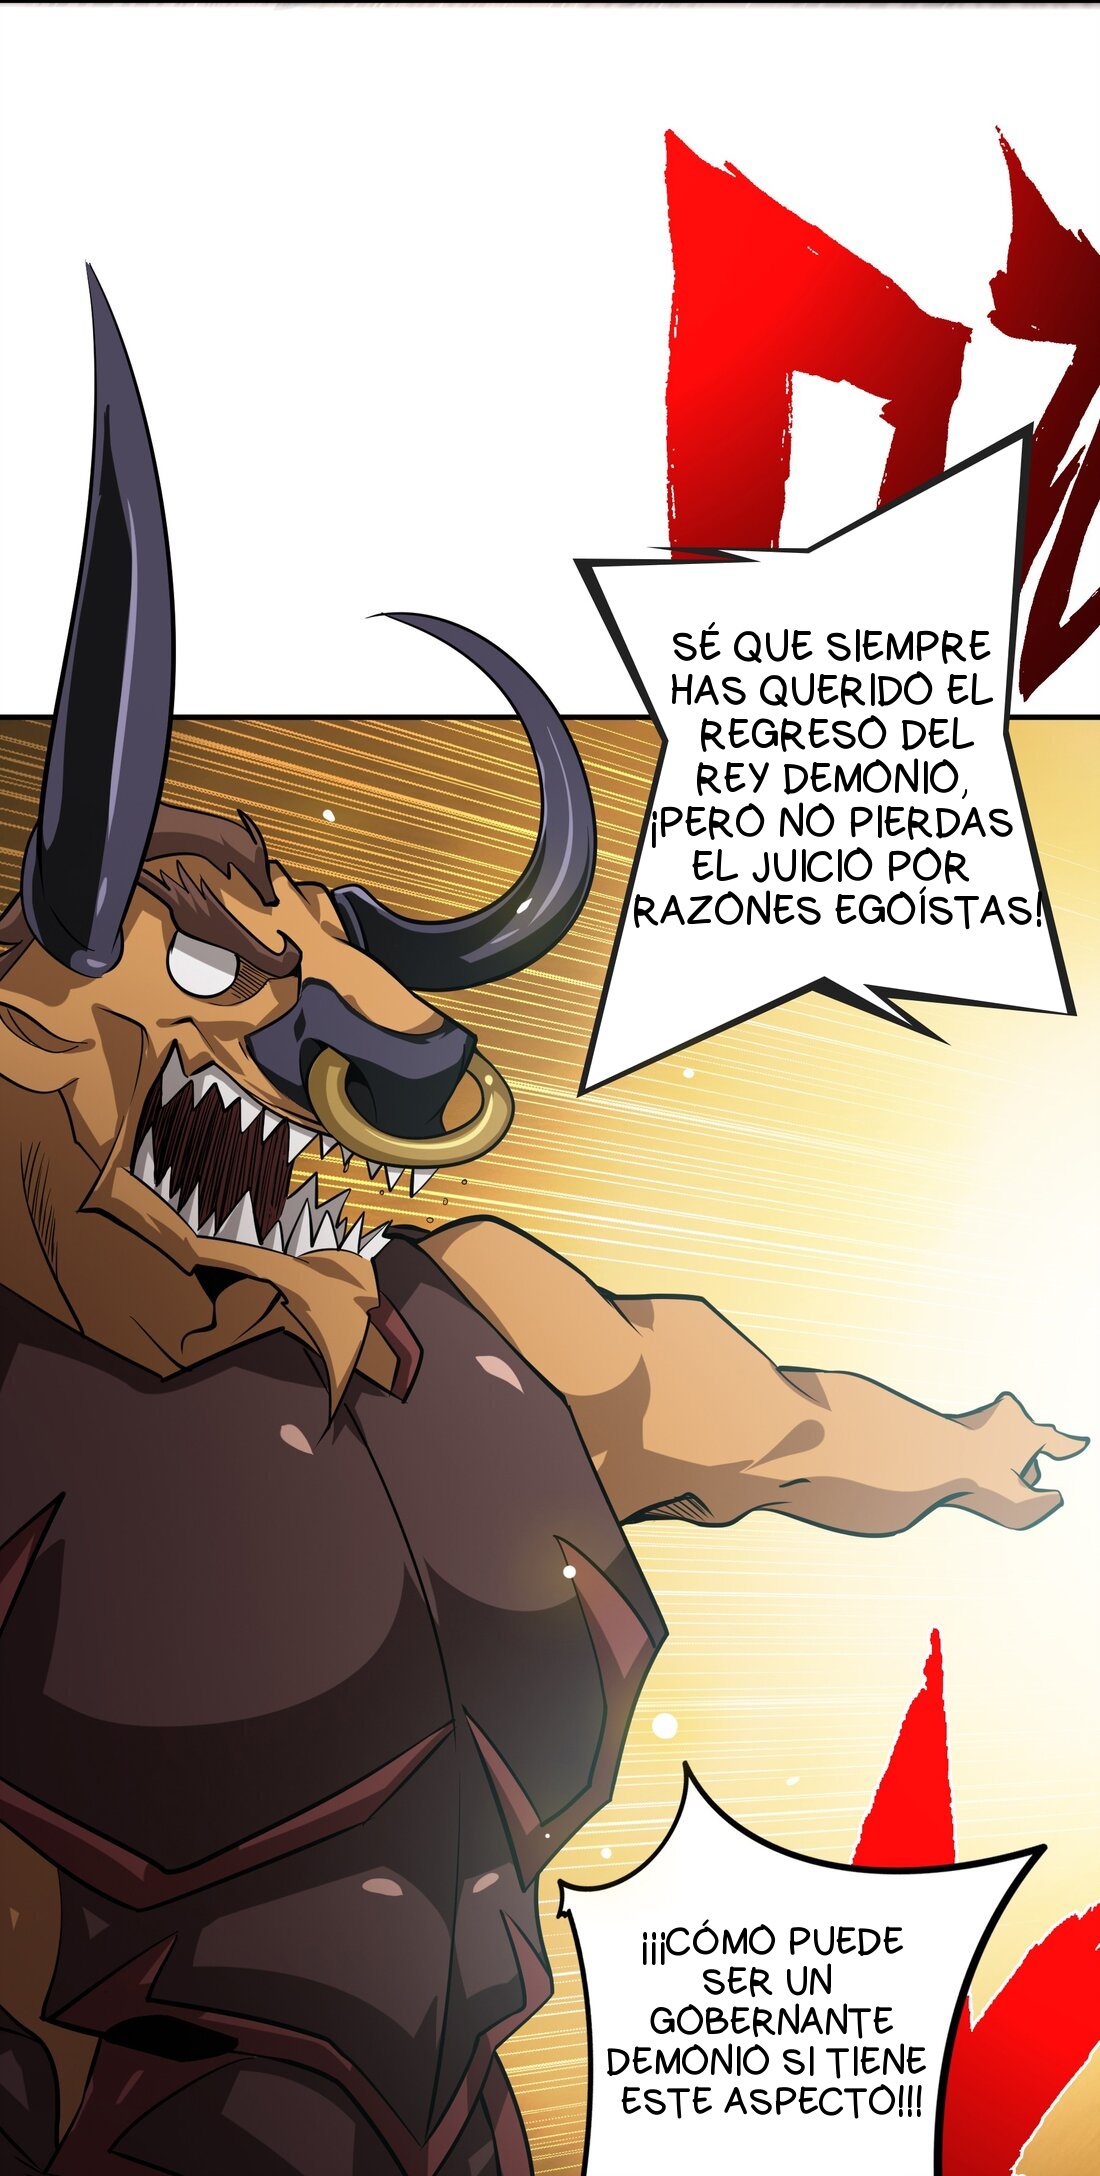 SÉ QUE SIEMPRE
HAS QUERIDO EL
REGRESO DEL
REY DEMONIO,
¡PERO NO PIERDAS
EL JUICIO POR
RAZONES EGOÍSTAS!
¡¡¡CÓMO PUEDE
SER UN
GOBERNANTE
DEMONIO SI TIENE
ESTE ASPECTO!!!